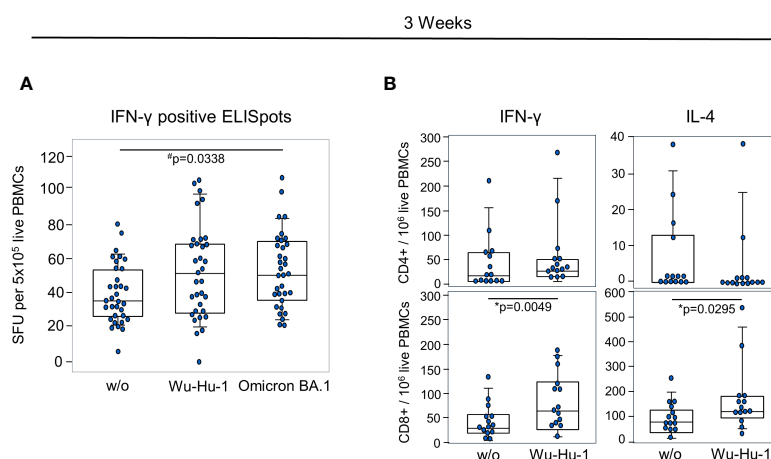 3 Weeks
A
IFN-γ positive ELISpots
SFU per 5x10⁵ live PBMCs
120
100
80
60
40
20
0
#p=0.0338
w/o Wu-Hu-1 Omicron BA.1
B
IFN-γ IL-4
CD4+ / 10⁶ live PBMCs
300
250
200
150
100
50
0
40
30
20
10
0
CD8+ / 10⁶ live PBMCs
300
250
200
150
100
50
0
*p=0.0049
600
500
400
300
200
100
0
*p=0.0295
w/o Wu-Hu-1 w/o Wu-Hu-1